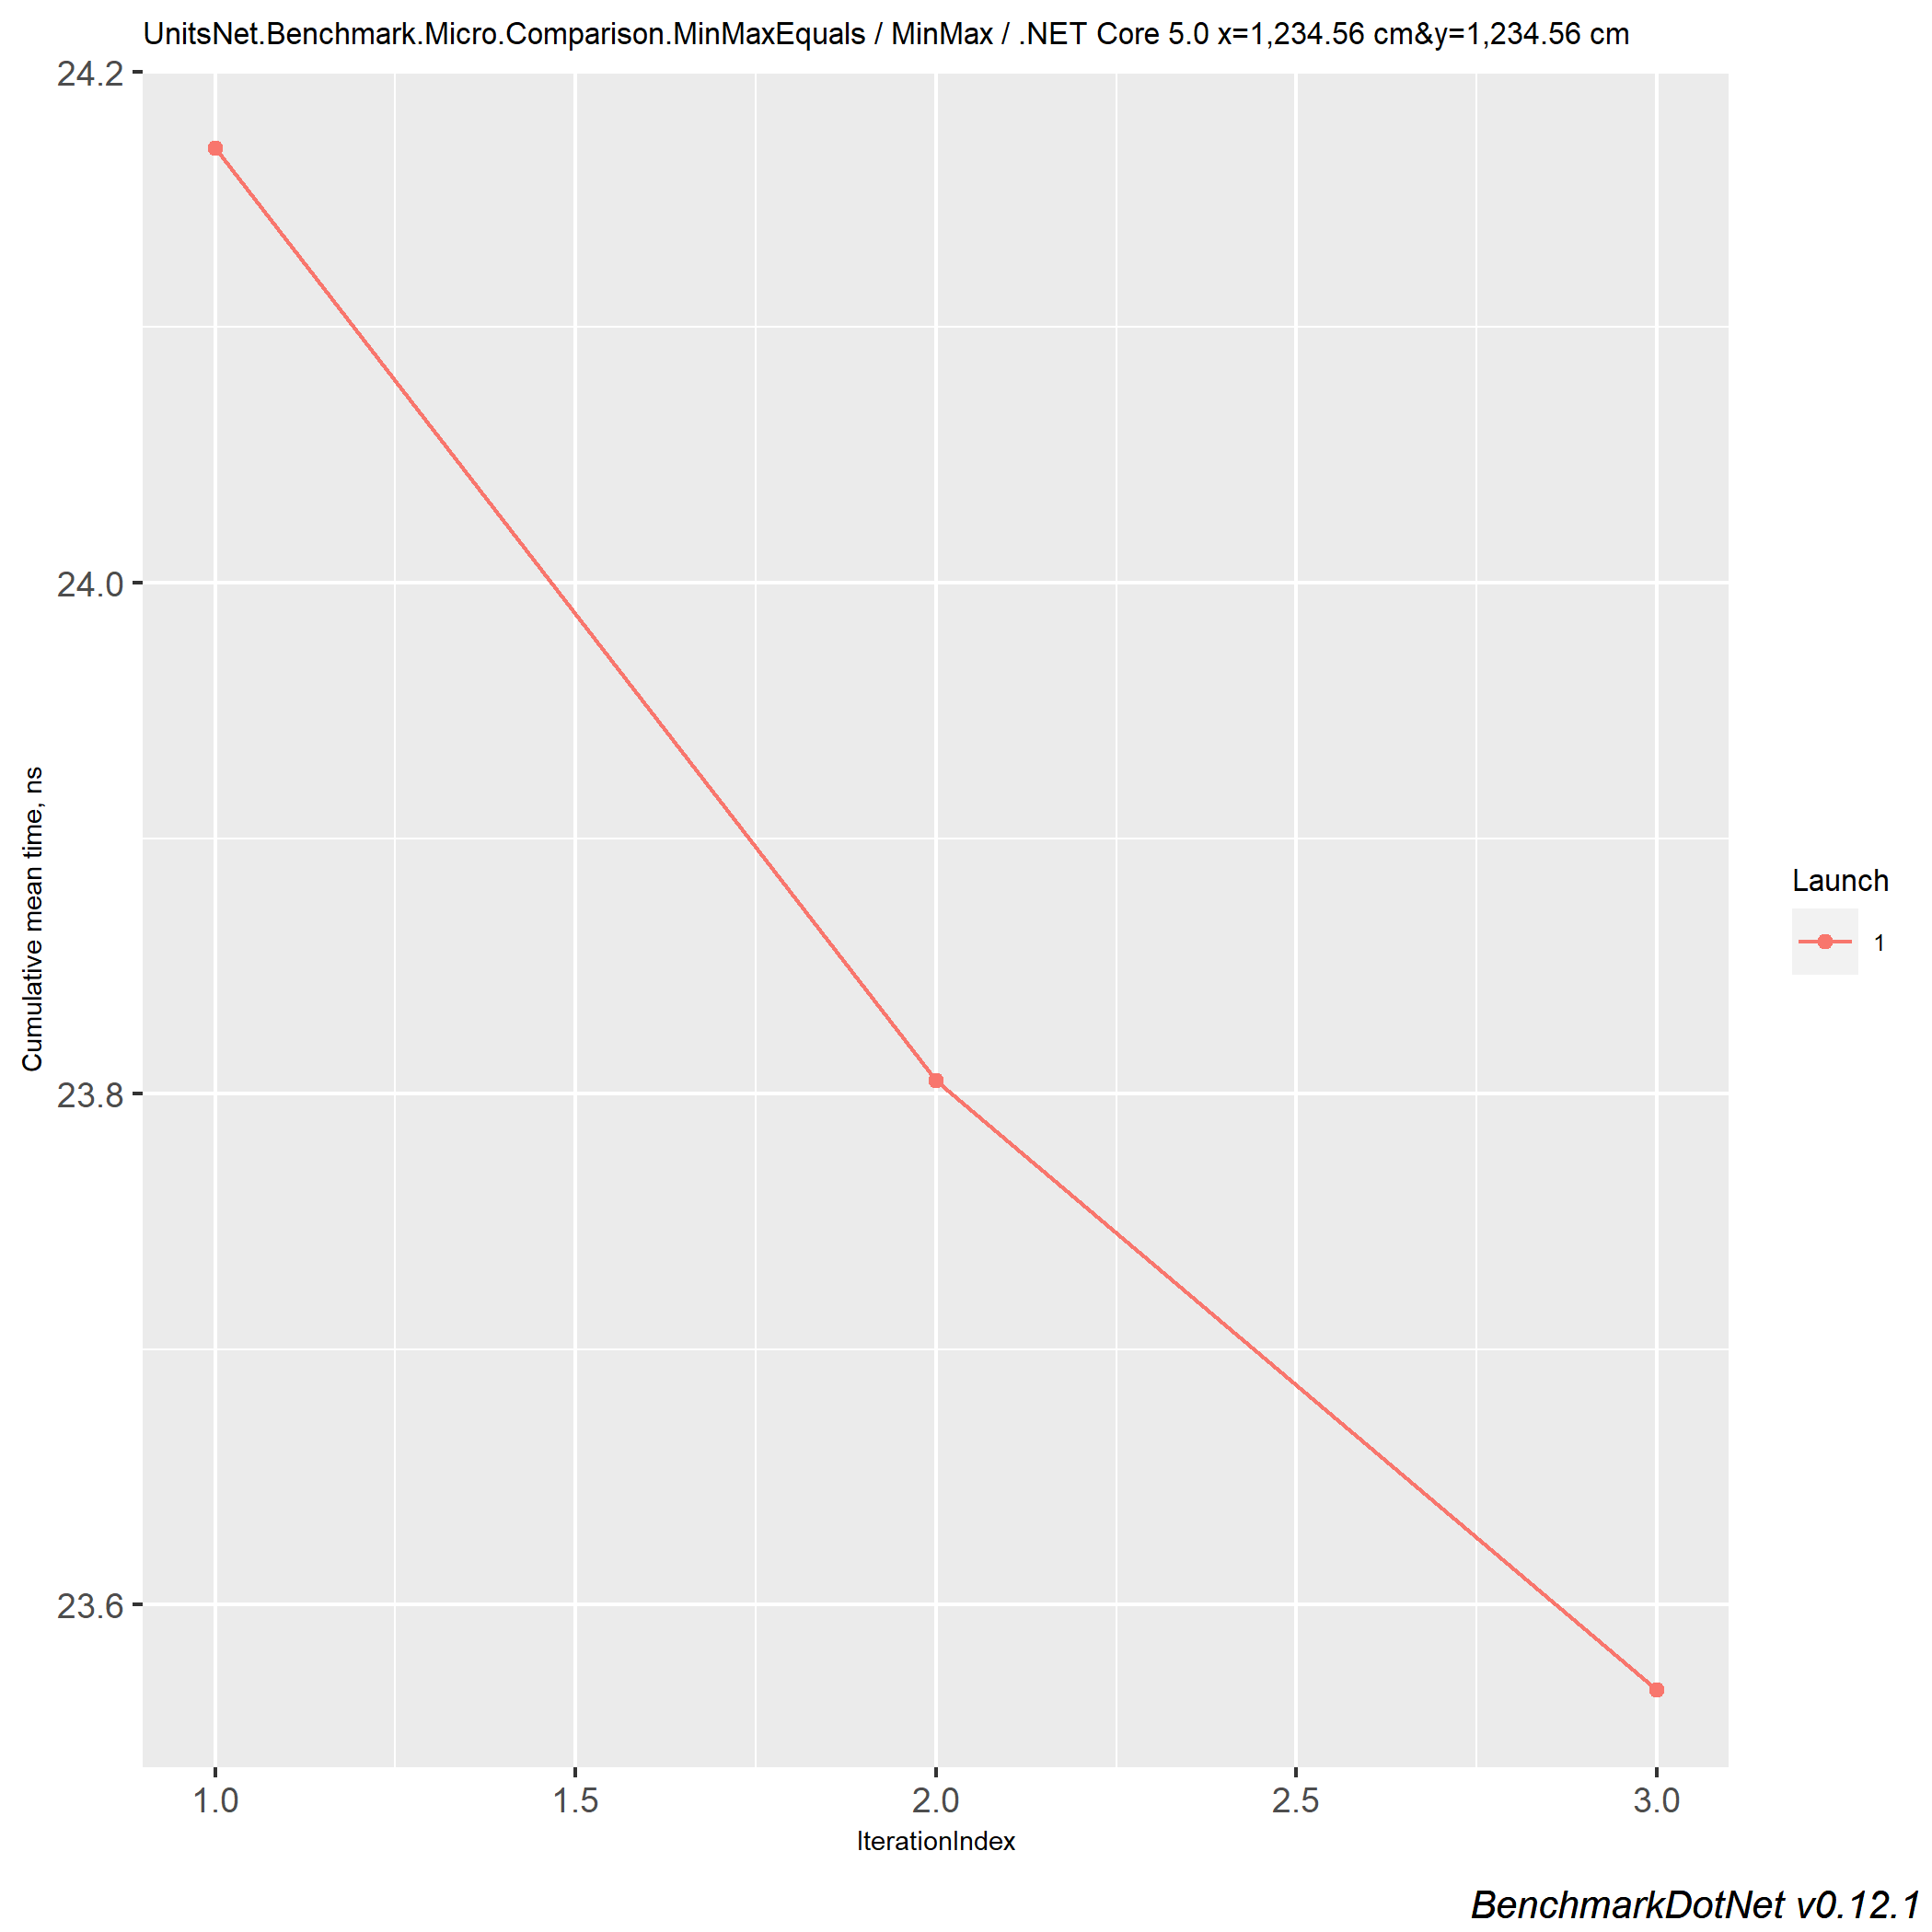 UnitsNet.Benchmark.Micro.Comparison.MinMaxEquals / MinMax / .NET Core 5.0 x=1,234.56 cm&y=1,234.56 cm
24.2
24.0
23.8
23.6
Cumulative mean time, ns
1.0 1.5 2.0 2.5 3.0
IterationIndex
Launch
1
BenchmarkDotNet v0.12.1